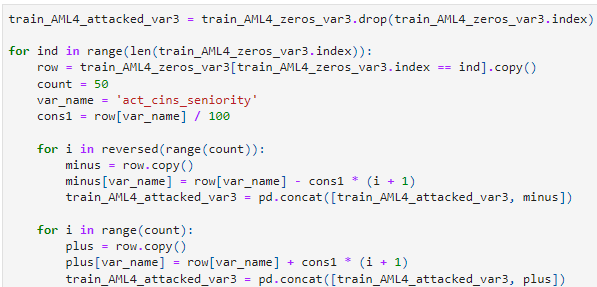 train_AML4_attacked_var3 = train_AML4_zeros_var3.drop(train_AML4_zeros_var3.index)
for ind in range(len(train_AML4_zeros_var3.index)):
    row = train_AML4_zeros_var3[train_AML4_zeros_var3.index == ind].copy()
    count = 50
    var_name = 'act_cins_seniority'
    cons1 = row[var_name] / 100
    for i in reversed(range(count)):
        minus = row.copy()
        minus[var_name] = row[var_name] - cons1 * (i + 1)
        train_AML4_attacked_var3 = pd.concat([train_AML4_attacked_var3, minus])
    for i in range(count):
        plus = row.copy()
        plus[var_name] = row[var_name] + cons1 * (i + 1)
        train_AML4_attacked_var3 = pd.concat([train_AML4_attacked_var3, plus])